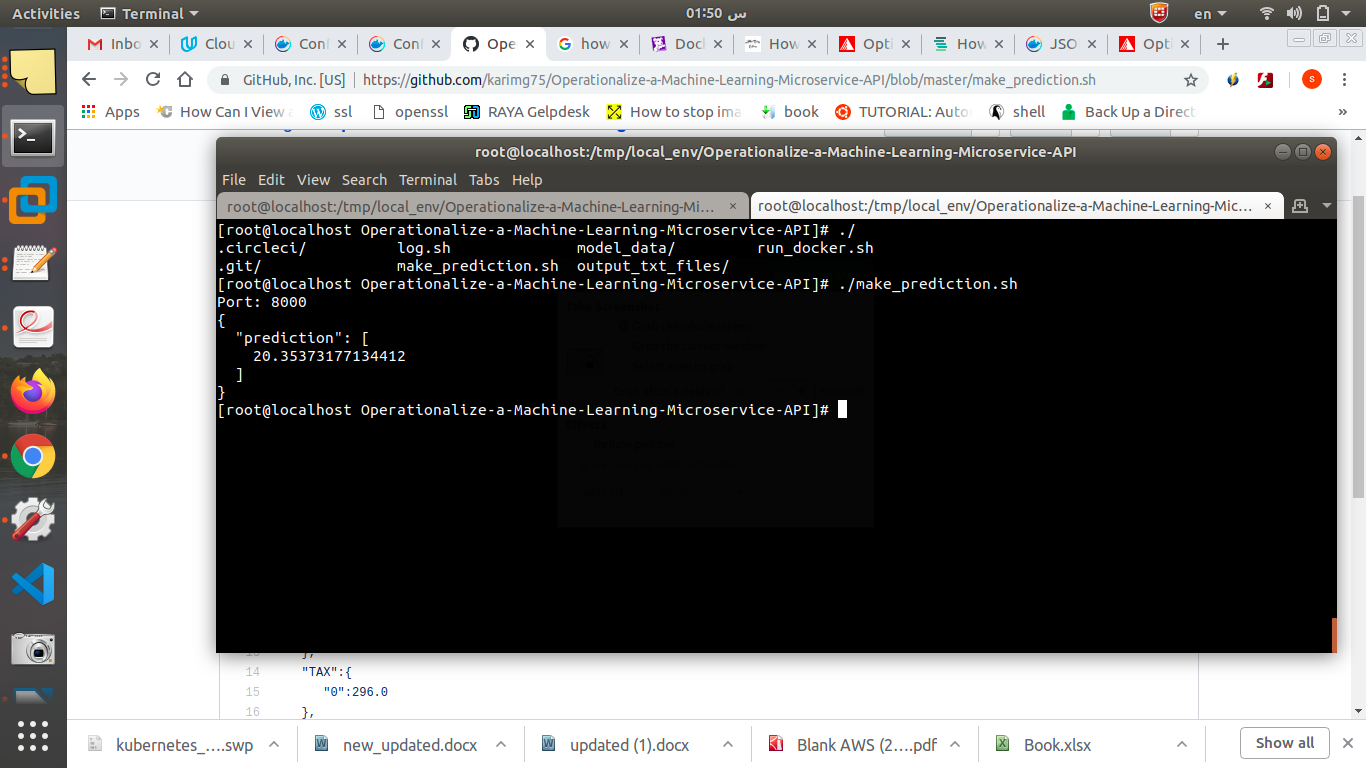 Activities Terminal 01:50 س en
Inbo Clou Conf Conf Ope how Dock How Opti How JSO Opti
GitHub, Inc. [US] https://github.com/karimg75/Operationalize-a-Machine-Learning-Microservice-API/blob/master/make_prediction.sh S
Apps How Can I View a ssl openssl RAYA Gelpdesk How to stop ima book TUTORIAL: Auto shell Back Up a Direct »
root@localhost:/tmp/local_env/Operationalize-a-Machine-Learning-Microservice-API
File Edit View Search Terminal Tabs Help
root@localhost:/tmp/local_env/Operationalize-a-Machine-Learning-Mi... root@localhost:/tmp/local_env/Operationalize-a-Machine-Learning-Mic...
[root@localhost Operationalize-a-Machine-Learning-Microservice-API]# ./
.circleci/ log.sh model_data/ run_docker.sh
.git/ make_prediction.sh output_txt_files/
[root@localhost Operationalize-a-Machine-Learning-Microservice-API]# ./make_prediction.sh
Port: 8000
{
"prediction": [
20.35373177134412
]
}
[root@localhost Operationalize-a-Machine-Learning-Microservice-API]#
14 "TAX":{
15 "0":296.0
16 },
kubernetes_....swp new_updated.docx updated (1).docx Blank AWS (2....pdf Book.xlsx Show all